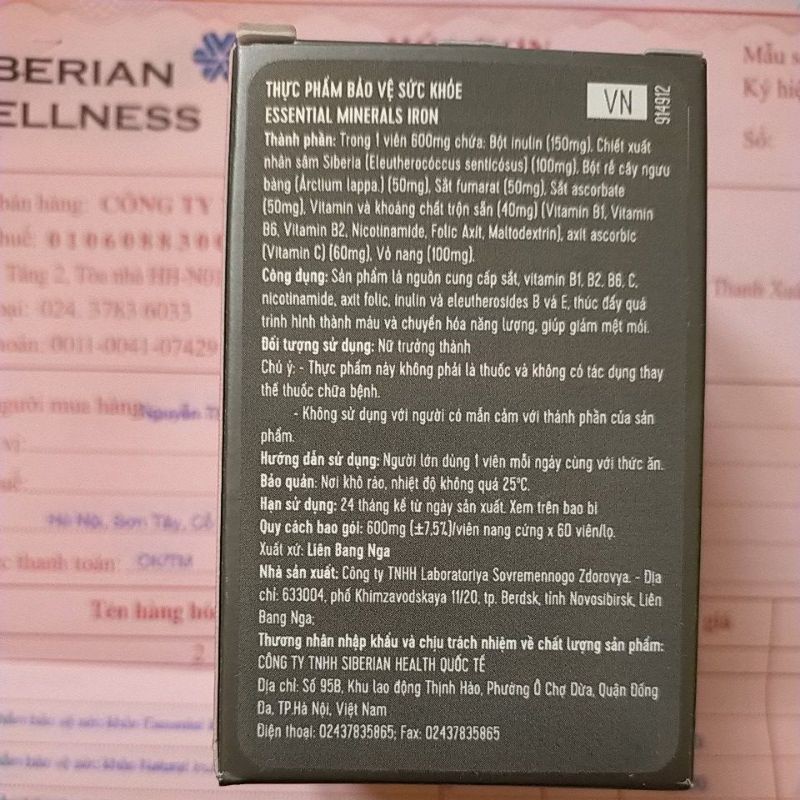 BERIAN
ELLNESS
Mẫu s
Ký hiệ
Số:
THỰC PHẨM BẢO VỆ SỨC KHỎE
ESSENTIAL MINERALS IRON
VN
914912
Thành phần: Trong 1 viên 600mg chứa: Bột inulin (150mg), Chiết xuất
nhân sâm Siberia (Eleutherococcus senticosus) (100mg), Bột rễ cây ngưu
bàng (Arctium lappa.) (50mg), Sắt fumarat (50mg), Sắt ascorbate
(50mg), Vitamin và khoáng chất trộn sẵn (40mg) (Vitamin B1, Vitamin
B6, Vitamin B2, Nicotinamide, Folic Axit, Maltodextrin), axit ascorbic
(Vitamin C) (60mg), Vỏ nang (100mg).
Công dụng: Sản phẩm là nguồn cung cấp sắt, vitamin B1, B2, B6, C,
nicotinamide, axit folic, inulin và eleutherosides B và E, thúc đẩy quá
trình hình thành máu và chuyển hóa năng lượng, giúp giảm mệt mỏi.
Đối tượng sử dụng: Nữ trưởng thành
Chú ý: - Thực phẩm này không phải là thuốc và không có tác dụng thay
thế thuốc chữa bệnh.
- Không sử dụng với người có mẫn cảm với thành phần của sản
phẩm.
Hướng dẫn sử dụng: Người lớn dùng 1 viên mỗi ngày cùng với thức ăn.
Bảo quản: Nơi khô ráo, nhiệt độ không quá 25°C.
Hạn sử dụng: 24 tháng kể từ ngày sản xuất. Xem trên bao bì
Quy cách bao gói: 600mg (±7,5%)/viên nang cứng x 60 viên/lọ.
Xuất xứ: Liên Bang Nga
Nhà sản xuất: Công ty TNHH Laboratoriya Sovremennogo Zdorovya. - Địa
chỉ: 633004, phố Khimzavodskaya 11/20, tp. Berdsk, tỉnh Novosibirsk, Liên
Bang Nga;
Thương nhân nhập khẩu và chịu trách nhiệm về chất lượng sản phẩm:
CÔNG TY TNHH SIBERIAN HEALTH QUỐC TẾ
Địa chỉ: Số 95B, Khu lao động Thịnh Hào, Phường Ô Chợ Dừa, Quận Đống
Đa, TP.Hà Nội, Việt Nam
Điện thoại: 02437835865; Fax: 02437835865
bán hàng: CÔNG TY
Tầng 2, Tòa nhà HH-N01
Thanh Xuâ
oại: 024. 3783 6033
hoản: 0011-0041-07429
gười mua hàng Nguyễn T
Hà Nội, Sơn Tây, Cổ
c thanh toán: CK/TM
Tên hàng hó
giá
2